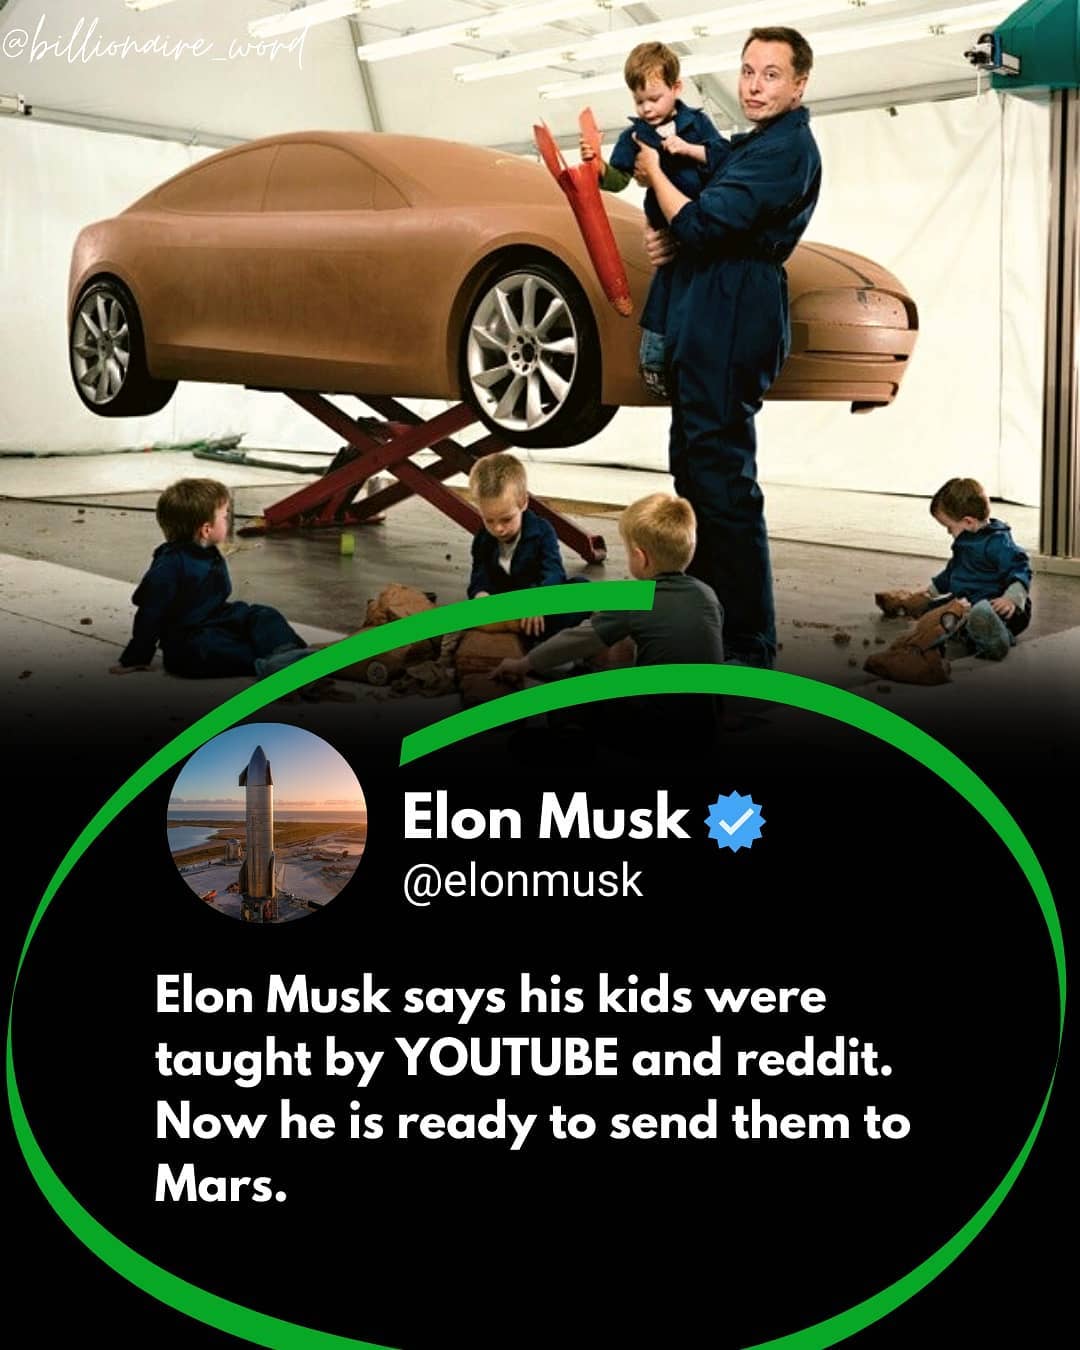 @billionaire_word
Elon Musk
@elonmusk
Elon Musk says his kids were
taught by YOUTUBE and reddit.
Now he is ready to send them to
Mars.